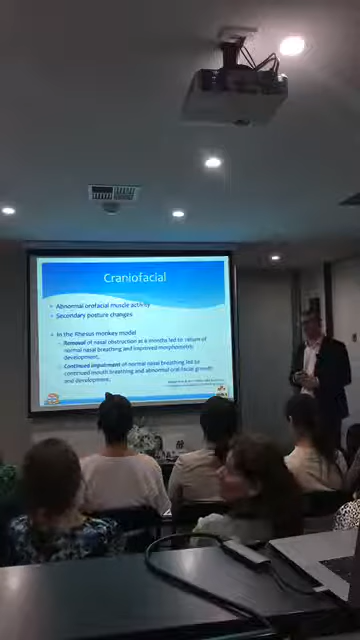 Craniofacial
Abnormal orofacial muscle activity
Secondary posture changes
In the Rhesus monkey model
Removal of nasal obstruction at 6 months led to return of
normal nasal breathing and improved morphometric
development,
Continued impairment of normal nasal breathing led to
continued mouth breathing and abnormal oral-facial growth
and development.